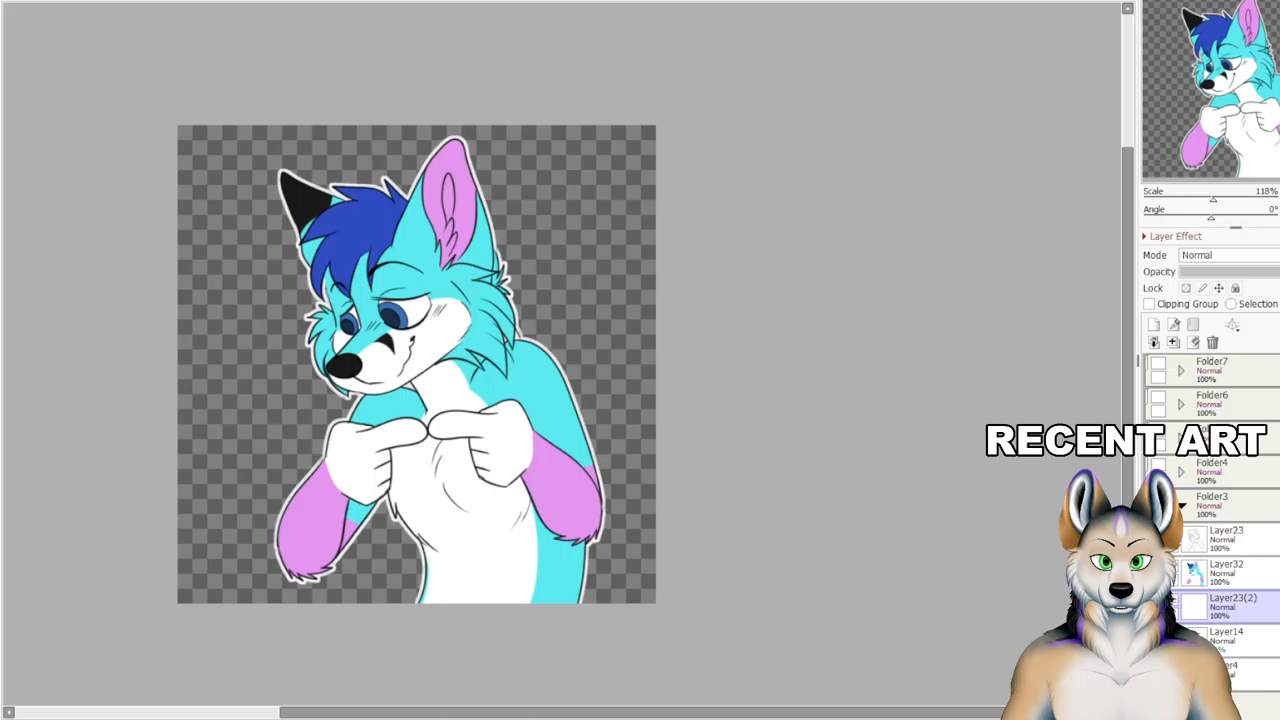 Scale 118%
Angle 0°
Layer Effect
Mode Normal
Opacity
Lock
Clipping Group Selection
Folder7
Normal
100%
Folder6
Normal
100%
RECENT ART
Folder4
Normal
100%
Folder3
Normal
100%
Layer23
Normal
100%
Layer32
Normal
100%
Layer23(2)
Normal
100%
Layer14